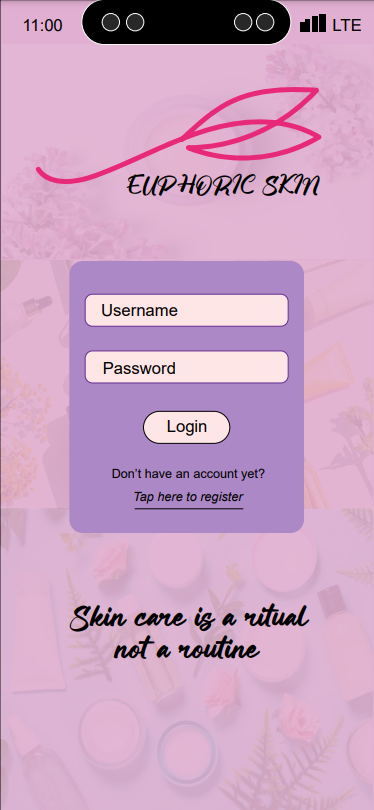 11:00 LTE
EUPHORIC SKIN
Username
Password
Login
Don’t have an account yet?
Tap here to register
Skin care is a ritual
not a routine